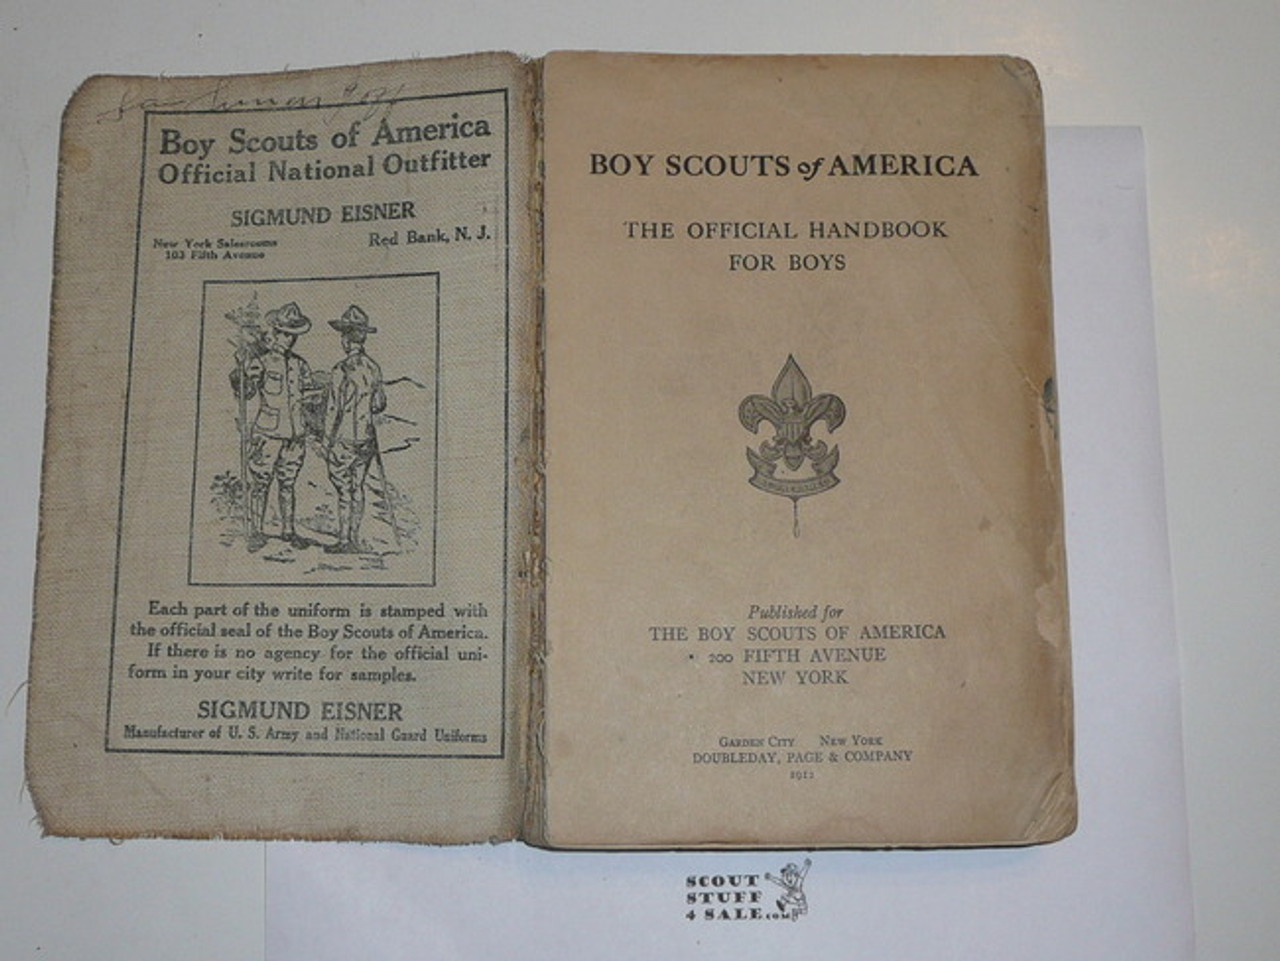 Boy Scouts of America
Official National Outfitter
SIGMUND EISNER
New York Salesrooms
103 Fifth Avenue
Red Bank, N. J.
Each part of the uniform is stamped with
the official seal of the Boy Scouts of America.
If there is no agency for the official uni-
form in your city write for samples.
SIGMUND EISNER
Manufacturer of U. S. Army and National Guard Uniforms
BOY SCOUTS of AMERICA
THE OFFICIAL HANDBOOK
FOR BOYS
Published for
THE BOY SCOUTS OF AMERICA
200 FIFTH AVENUE
NEW YORK
GARDEN CITY NEW YORK
DOUBLEDAY, PAGE & COMPANY
SCOUT
STUFF
4 SALE.com